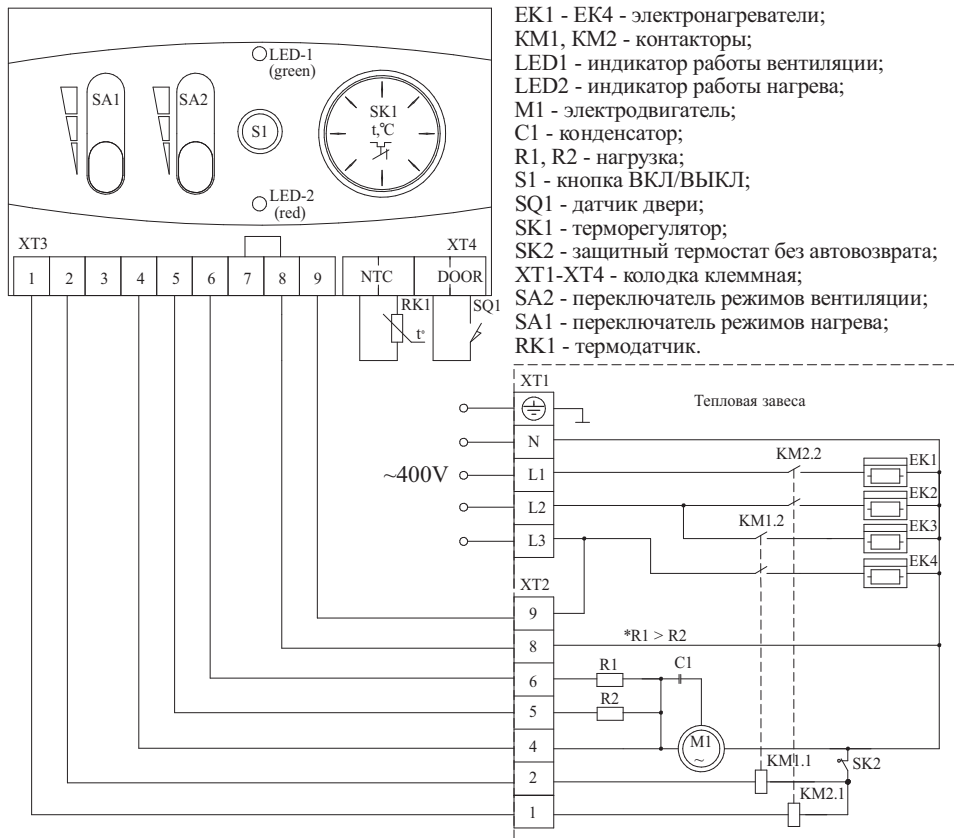 LED-1
(green)
SA1
SA2
S1
SK1
t,℃
LED-2
(red)
XT3
XT4
1 2 3 4 5 6 7 8 9
NTC
DOOR
RK1
t°
SQ1
EK1 - EK4 - электронагреватели;
KM1, KM2 - контакторы;
LED1 - индикатор работы вентиляции;
LED2 - индикатор работы нагрева;
M1 - электродвигатель;
C1 - конденсатор;
R1, R2 - нагрузка;
S1 - кнопка ВКЛ/ВЫКЛ;
SQ1 - датчик двери;
SK1 - терморегулятор;
SK2 - защитный термостат без автовозврата;
XT1-XT4 - колодка клеммная;
SA2 - переключатель режимов вентиляции;
SA1 - переключатель режимов нагрева;
RK1 - термодатчик.
XT1
Тепловая завеса
N
~400V
L1
L2
L3
KM2.2
KM1.2
EK1
EK2
EK3
EK4
XT2
9
8
*R1 > R2
6
R1
C1
5
R2
4
M1
~
2
KM1.1
SK2
1
KM2.1